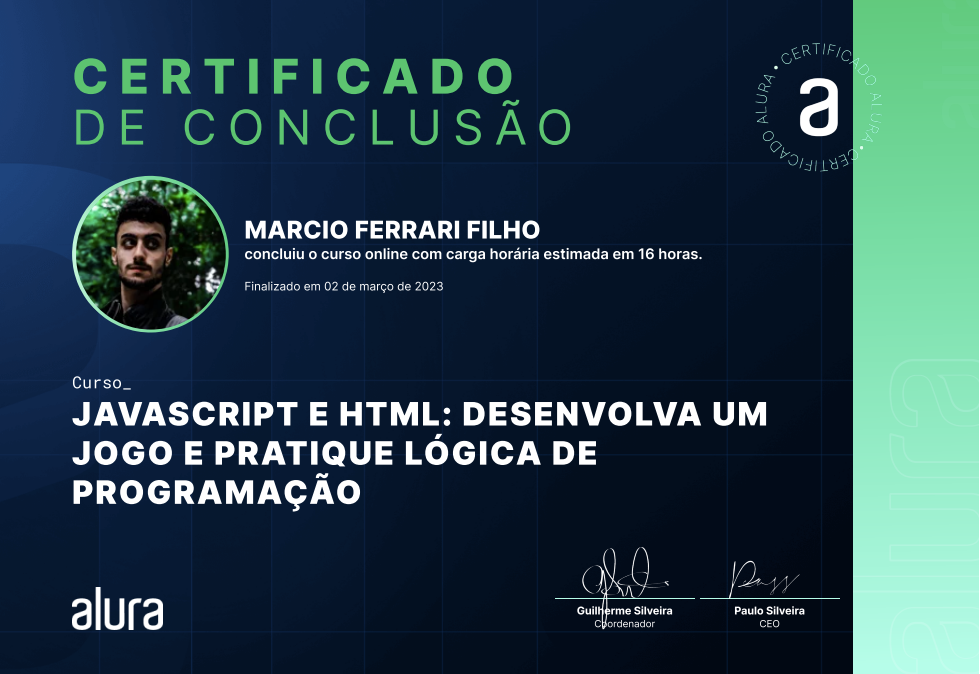 CERTIFICADO
DE CONCLUSÃO
CERTIFICADO ALURA • CERTIFICADO ALURA •
a
MARCIO FERRARI FILHO
concluiu o curso online com carga horária estimada em 16 horas.
Finalizado em 02 de março de 2023
Curso_
JAVASCRIPT E HTML: DESENVOLVA UM
JOGO E PRATIQUE LÓGICA DE
PROGRAMAÇÃO
alura
Guilherme Silveira
Coordenador
Paulo Silveira
CEO
alura